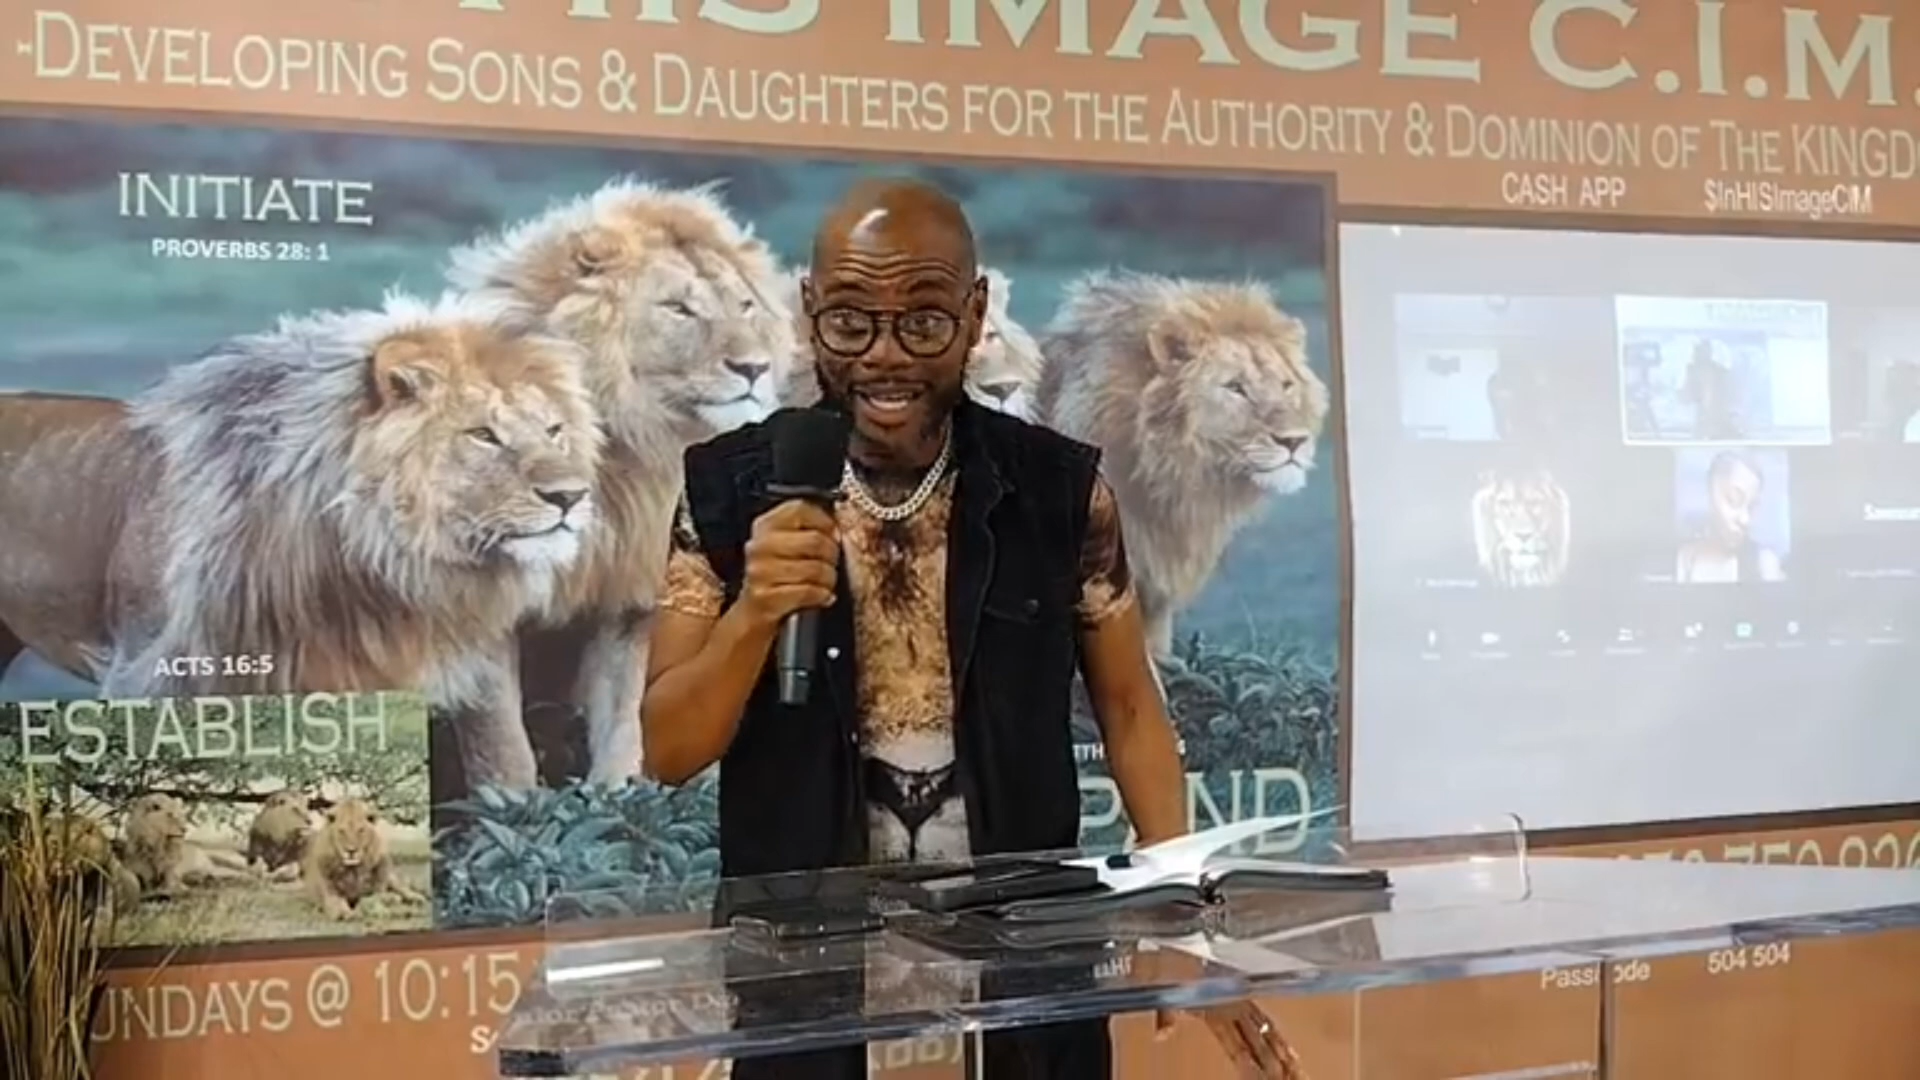 HIS IMAGE C.I.M.
-DEVELOPING SONS & DAUGHTERS FOR THE AUTHORITY & DOMINION OF THE KINGD
CASH APP $InHISImageCIM
INITIATE
PROVERBS 28: 1
ACTS 16:5
ESTABLISH
UNDAYS @ 10:15
504 504